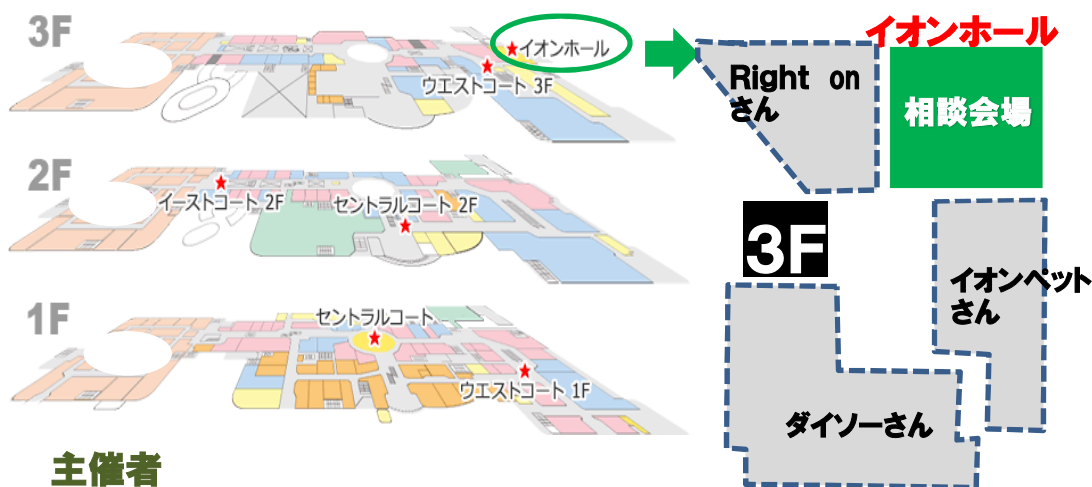 3F
イオンホール
ウエストコート 3F
2F
イーストコート 2F
セントラルコート 2F
1F
セントラルコート
ウエスト​コート 1F
主催者
イオンホール
Right on
さん
相談会場
3F
イオンペット
さん
ダイソーさん